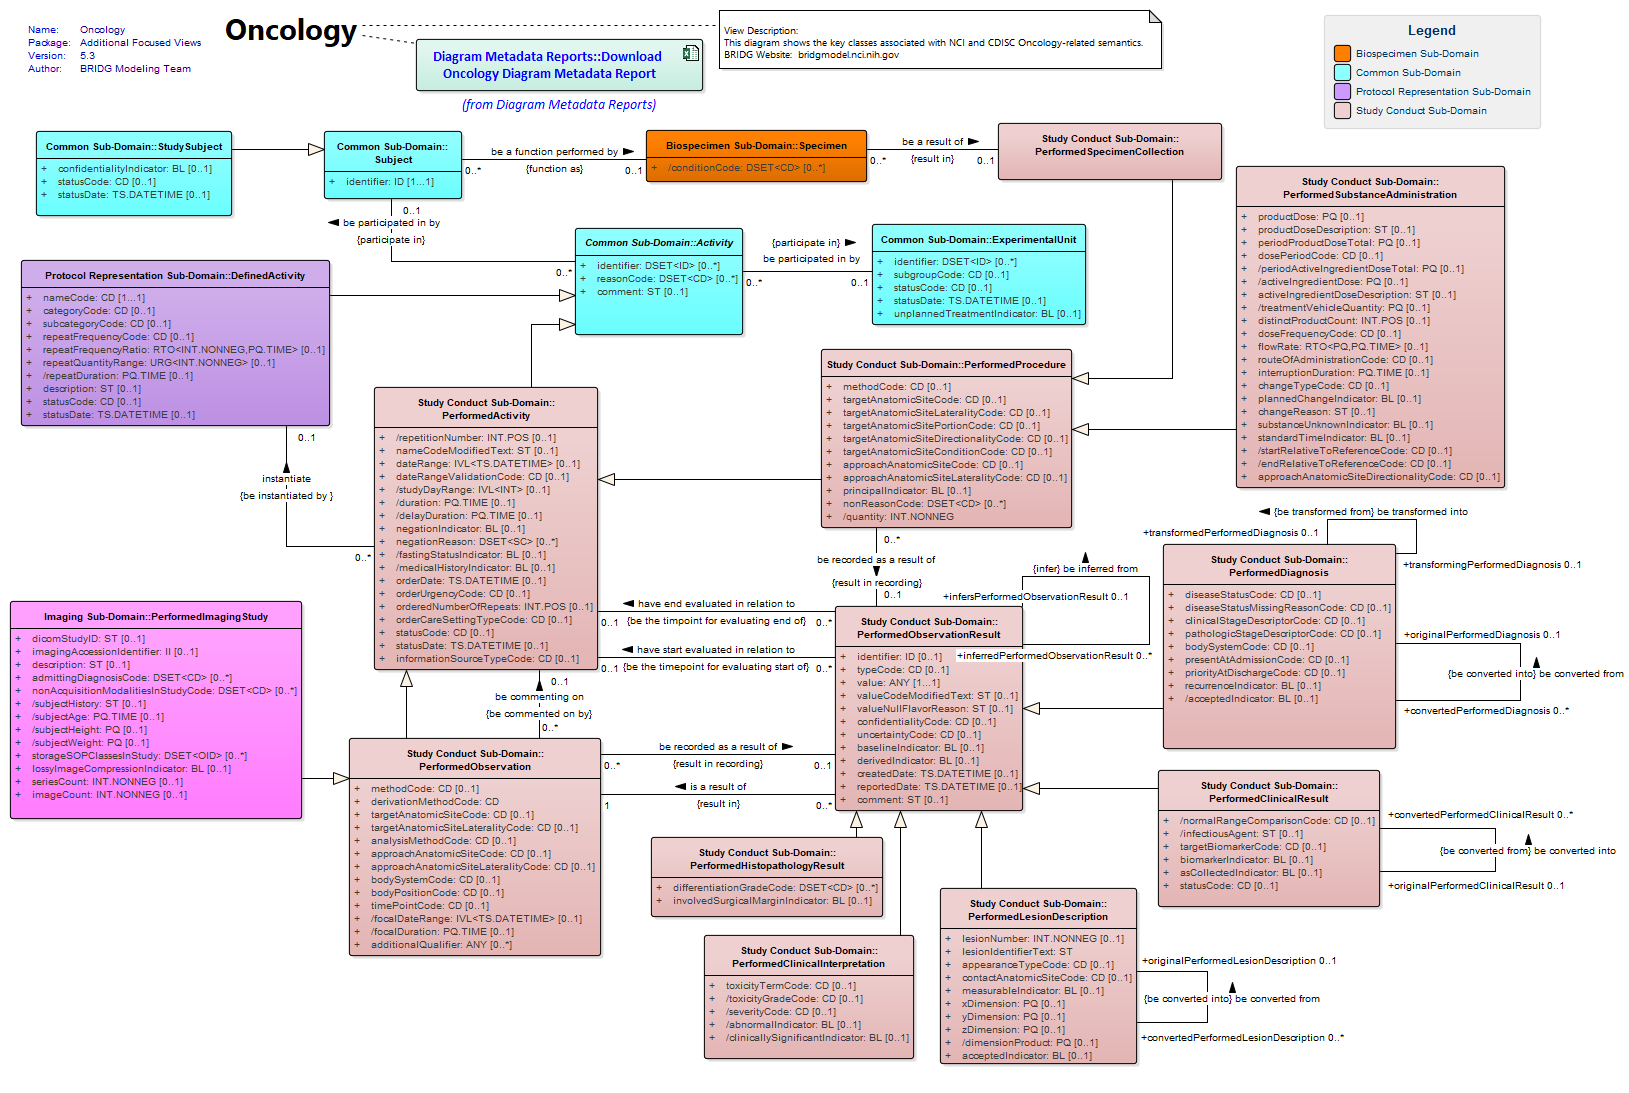 Name: Oncology
Package: Additional Focused Views
Version: 5.3
Author: BRIDG Modeling Team
Oncology
Diagram Metadata Reports::Download
Oncology Diagram Metadata Report
(from Diagram Metadata Reports)
View Description:
This diagram shows the key classes associated with NCI and CDISC Oncology-related semantics.
BRIDG Website: bridgmodel.nci.nih.gov
Legend
Biospecimen Sub-Domain
Common Sub-Domain
Protocol Representation Sub-Domain
Study Conduct Sub-Domain
Common Sub-Domain::StudySubject
+ confidentialityIndicator: BL [0..1]
+ statusCode: CD [0..1]
+ statusDate: TS.DATETIME [0..1]
Common Sub-Domain::
Subject
+ identifier: ID [1...1]
be a function performed by
{function as}
0..*
0..1
Biospecimen Sub-Domain::Specimen
+ /conditionCode: DSET<CD> [0..*]
be a result of
{result in}
0..*
0..1
Study Conduct Sub-Domain::
PerformedSpecimenCollection
0..1
be participated in by
{participate in}
0..*
Common Sub-Domain::Activity
+ identifier: DSET<ID> [0..*]
+ reasonCode: DSET<CD> [0..*]
+ comment: ST [0..1]
{participate in}
be participated in by
0..*
0..1
Common Sub-Domain::ExperimentalUnit
+ identifier: DSET<ID> [0..*]
+ subgroupCode: CD [0..1]
+ statusCode: CD [0..1]
+ statusDate: TS.DATETIME [0..1]
+ unplannedTreatmentIndicator: BL [0..1]
Study Conduct Sub-Domain::
PerformedSubstanceAdministration
+ productDose: PQ [0..1]
+ productDoseDescription: ST [0..1]
+ periodProductDoseTotal: PQ [0..1]
+ dosePeriodCode: CD [0..1]
+ /periodActiveIngredientDoseTotal: PQ [0..1]
+ /activeIngredientDose: PQ [0..1]
+ activeIngredientDoseDescription: ST [0..1]
+ /treatmentVehicleQuantity: PQ [0..1]
+ distinctProductCount: INT.POS [0..1]
+ doseFrequencyCode: CD [0..1]
+ flowRate: RTO<PQ,PQ.TIME> [0..1]
+ routeOfAdministrationCode: CD [0..1]
+ interruptionDuration: PQ.TIME [0..1]
+ changeTypeCode: CD [0..1]
+ plannedChangeIndicator: BL [0..1]
+ changeReason: ST [0..1]
+ substanceUnknownIndicator: BL [0..1]
+ standardTimeIndicator: BL [0..1]
+ /startRelativeToReferenceCode: CD [0..1]
+ /endRelativeToReferenceCode: CD [0..1]
+ approachAnatomicSiteDirectionalityCode: CD [0..1]
Protocol Representation Sub-Domain::DefinedActivity
+ nameCode: CD [1...1]
+ categoryCode: CD [0..1]
+ subcategoryCode: CD [0..1]
+ repeatFrequencyCode: CD [0..1]
+ repeatFrequencyRatio: RTO<INT.NONNEG,PQ.TIME> [0..1]
+ repeatQuantityRange: URG<INT.NONNEG> [0..1]
+ /repeatDuration: PQ.TIME [0..1]
+ description: ST [0..1]
+ statusCode: CD [0..1]
+ statusDate: TS.DATETIME [0..1]
0..1
instantiate
{be instantiated by }
0..*
Study Conduct Sub-Domain::
PerformedActivity
+ /repetitionNumber: INT.POS [0..1]
+ nameCodeModifiedText: ST [0..1]
+ dateRange: IVL<TS.DATETIME> [0..1]
+ dateRangeValidationCode: CD [0..1]
+ /studyDayRange: IVL<INT> [0..1]
+ /duration: PQ.TIME [0..1]
+ /delayDuration: PQ.TIME [0..1]
+ negationIndicator: BL [0..1]
+ negationReason: DSET<SC> [0..*]
+ /fastingStatusIndicator: BL [0..1]
+ /medicalHistoryIndicator: BL [0..1]
+ orderDate: TS.DATETIME [0..1]
+ orderUrgencyCode: CD [0..1]
+ orderedNumberOfRepeats: INT.POS [0..1]
+ orderCareSettingTypeCode: CD [0..1]
+ statusCode: CD [0..1]
+ statusDate: TS.DATETIME [0..1]
+ informationSourceTypeCode: CD [0..1]
Study Conduct Sub-Domain::PerformedProcedure
+ methodCode: CD [0..1]
+ targetAnatomicSiteCode: CD [0..1]
+ targetAnatomicSiteLateralityCode: CD [0..1]
+ targetAnatomicSitePortionCode: CD [0..1]
+ targetAnatomicSiteDirectionalityCode: CD [0..1]
+ targetAnatomicSiteConditionCode: CD [0..1]
+ approachAnatomicSiteCode: CD [0..1]
+ approachAnatomicSiteLateralityCode: CD [0..1]
+ principalIndicator: BL [0..1]
+ nonReasonCode: DSET<CD> [0..*]
+ /quantity: INT.NONNEG
0..*
be recorded as a result of
{result in recording}
0..1
{infer} be inferred from
+infersPerformedObservationResult 0..1
+inferredPerformedObservationResult 0..*
{be transformed from} be transformed into
+transformedPerformedDiagnosis 0..1
+transformingPerformedDiagnosis 0..1
Study Conduct Sub-Domain::
PerformedDiagnosis
+ diseaseStatusCode: CD [0..1]
+ diseaseStatusMissingReasonCode: CD [0..1]
+ clinicalStageDescriptorCode: CD [0..1]
+ pathologicStageDescriptorCode: CD [0..1]
+ bodySystemCode: CD [0..1]
+ presentAtAdmissionCode: CD [0..1]
+ priorityAtDischargeCode: CD [0..1]
+ recurrenceIndicator: BL [0..1]
+ /acceptedIndicator: BL [0..1]
+originalPerformedDiagnosis 0..1
{be converted into} be converted from
+convertedPerformedDiagnosis 0..*
Imaging Sub-Domain::PerformedImagingStudy
+ dicomStudyID: ST [0..1]
+ imagingAccessionIdentifier: II [0..1]
+ description: ST [0..1]
+ admittingDiagnosisCode: DSET<CD> [0..*]
+ nonAcquisitionModalitiesInStudyCode: DSET<CD> [0..*]
+ /subjectHistory: ST [0..1]
+ /subjectAge: PQ.TIME [0..1]
+ /subjectHeight: PQ [0..1]
+ /subjectWeight: PQ [0..1]
+ storageSOPClassesInStudy: DSET<OID> [0..*]
+ lossyImageCompressionIndicator: BL [0..1]
+ seriesCount: INT.NONNEG [0..1]
+ imageCount: INT.NONNEG [0..1]
have end evaluated in relation to
0..1 {be the timpoint for evaluating end of} 0..*
have start evaluated in relation to
0..1 {be the timepoint for evaluating start of} 0..*
0..1
be commenting on
{be commented on by}
0..*
Study Conduct Sub-Domain::
PerformedObservationResult
+ identifier: ID [0..1]
+ typeCode: CD [0..1]
+ value: ANY [1...1]
+ valueCodeModifiedText: ST [0..1]
+ valueNullFlavorReason: ST [0..1]
+ confidentialityCode: CD [0..1]
+ uncertaintyCode: CD [0..1]
+ baselineIndicator: BL [0..1]
+ derivedIndicator: BL [0..1]
+ createdDate: TS.DATETIME [0..1]
+ reportedDate: TS.DATETIME [0..1]
+ comment: ST [0..1]
be recorded as a result of
0..* {result in recording} 0..1
is a result of
1 {result in} 0..*
Study Conduct Sub-Domain::
PerformedObservation
+ methodCode: CD [0..1]
+ derivationMethodCode: CD
+ targetAnatomicSiteCode: CD [0..1]
+ targetAnatomicSiteLateralityCode: CD [0..1]
+ analysisMethodCode: CD [0..1]
+ approachAnatomicSiteCode: CD [0..1]
+ approachAnatomicSiteLateralityCode: CD [0..1]
+ bodySystemCode: CD [0..1]
+ bodyPositionCode: CD [0..1]
+ timePointCode: CD [0..1]
+ /focalDateRange: IVL<TS.DATETIME> [0..1]
+ /focalDuration: PQ.TIME [0..1]
+ additionalQualifier: ANY [0..*]
Study Conduct Sub-Domain::
PerformedHistopathologyResult
+ differentiationGradeCode: DSET<CD> [0..*]
+ involvedSurgicalMarginIndicator: BL [0..1]
Study Conduct Sub-Domain::
PerformedClinicalInterpretation
+ toxicityTermCode: CD [0..1]
+ /toxicityGradeCode: CD [0..1]
+ /severityCode: CD [0..1]
+ /abnormalIndicator: BL [0..1]
+ /clinicallySignificantIndicator: BL [0..1]
Study Conduct Sub-Domain::
PerformedLesionDescription
+ lesionNumber: INT.NONNEG [0..1]
+ lesionIdentifierText: ST
+ appearanceTypeCode: CD [0..1]
+ contactAnatomicSiteCode: CD [0..1]
+ measurableIndicator: BL [0..1]
+ xDimension: PQ [0..1]
+ yDimension: PQ [0..1]
+ zDimension: PQ [0..1]
+ /dimensionProduct: PQ [0..1]
+ acceptedIndicator: BL [0..1]
+originalPerformedLesionDescription 0..1
{be converted into} be converted from
+convertedPerformedLesionDescription 0..*
Study Conduct Sub-Domain::
PerformedClinicalResult
+ /normalRangeComparisonCode: CD [0..1]
+ /infectiousAgent: ST [0..1]
+ targetBiomarkerCode: CD [0..1]
+ biomarkerIndicator: BL [0..1]
+ asCollectedIndicator: BL [0..1]
+ statusCode: CD [0..1]
+convertedPerformedClinicalResult 0..*
{be converted from} be converted into
+originalPerformedClinicalResult 0..1